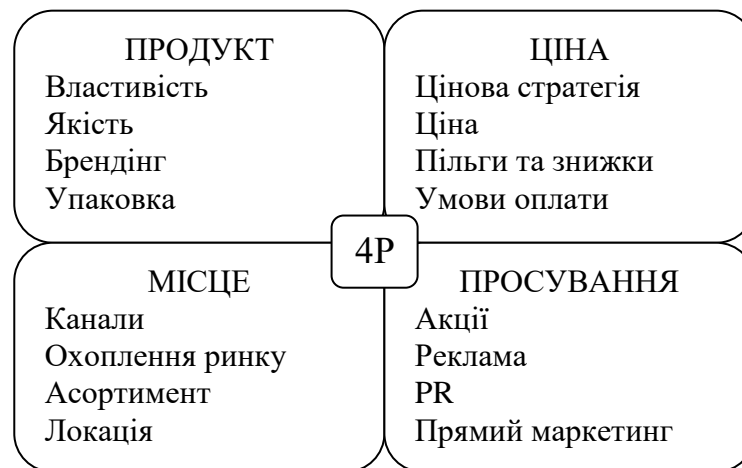 ПРОДУКТ
Властивість
Якість
Брендінг
Упаковка
ЦІНА
Цінова стратегія
Ціна
Пільги та знижки
Умови оплати
4Р
МІСЦЕ
Канали
Охоплення ринку
Асортимент
Локація
ПРОСУВАННЯ
Акції
Реклама
PR
Прямий маркетинг